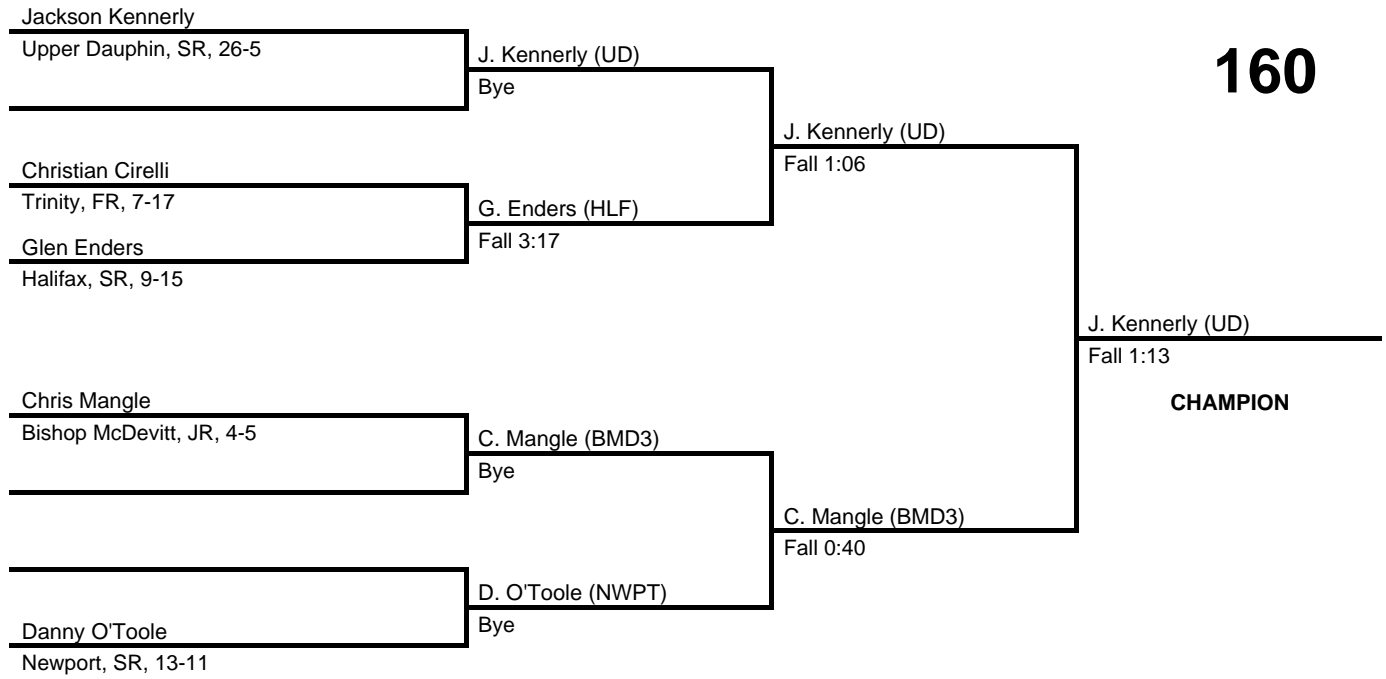 Jackson Kennerly
Upper Dauphin, SR, 26-5
J. Kennerly (UD)
Bye
160
J. Kennerly (UD)
Fall 1:06
Christian Cirelli
Trinity, FR, 7-17
G. Enders (HLF)
Fall 3:17
Glen Enders
Halifax, SR, 9-15
J. Kennerly (UD)
Fall 1:13
CHAMPION
Chris Mangle
Bishop McDevitt, JR, 4-5
C. Mangle (BMD3)
Bye
C. Mangle (BMD3)
Fall 0:40
D. O'Toole (NWPT)
Bye
Danny O'Toole
Newport, SR, 13-11